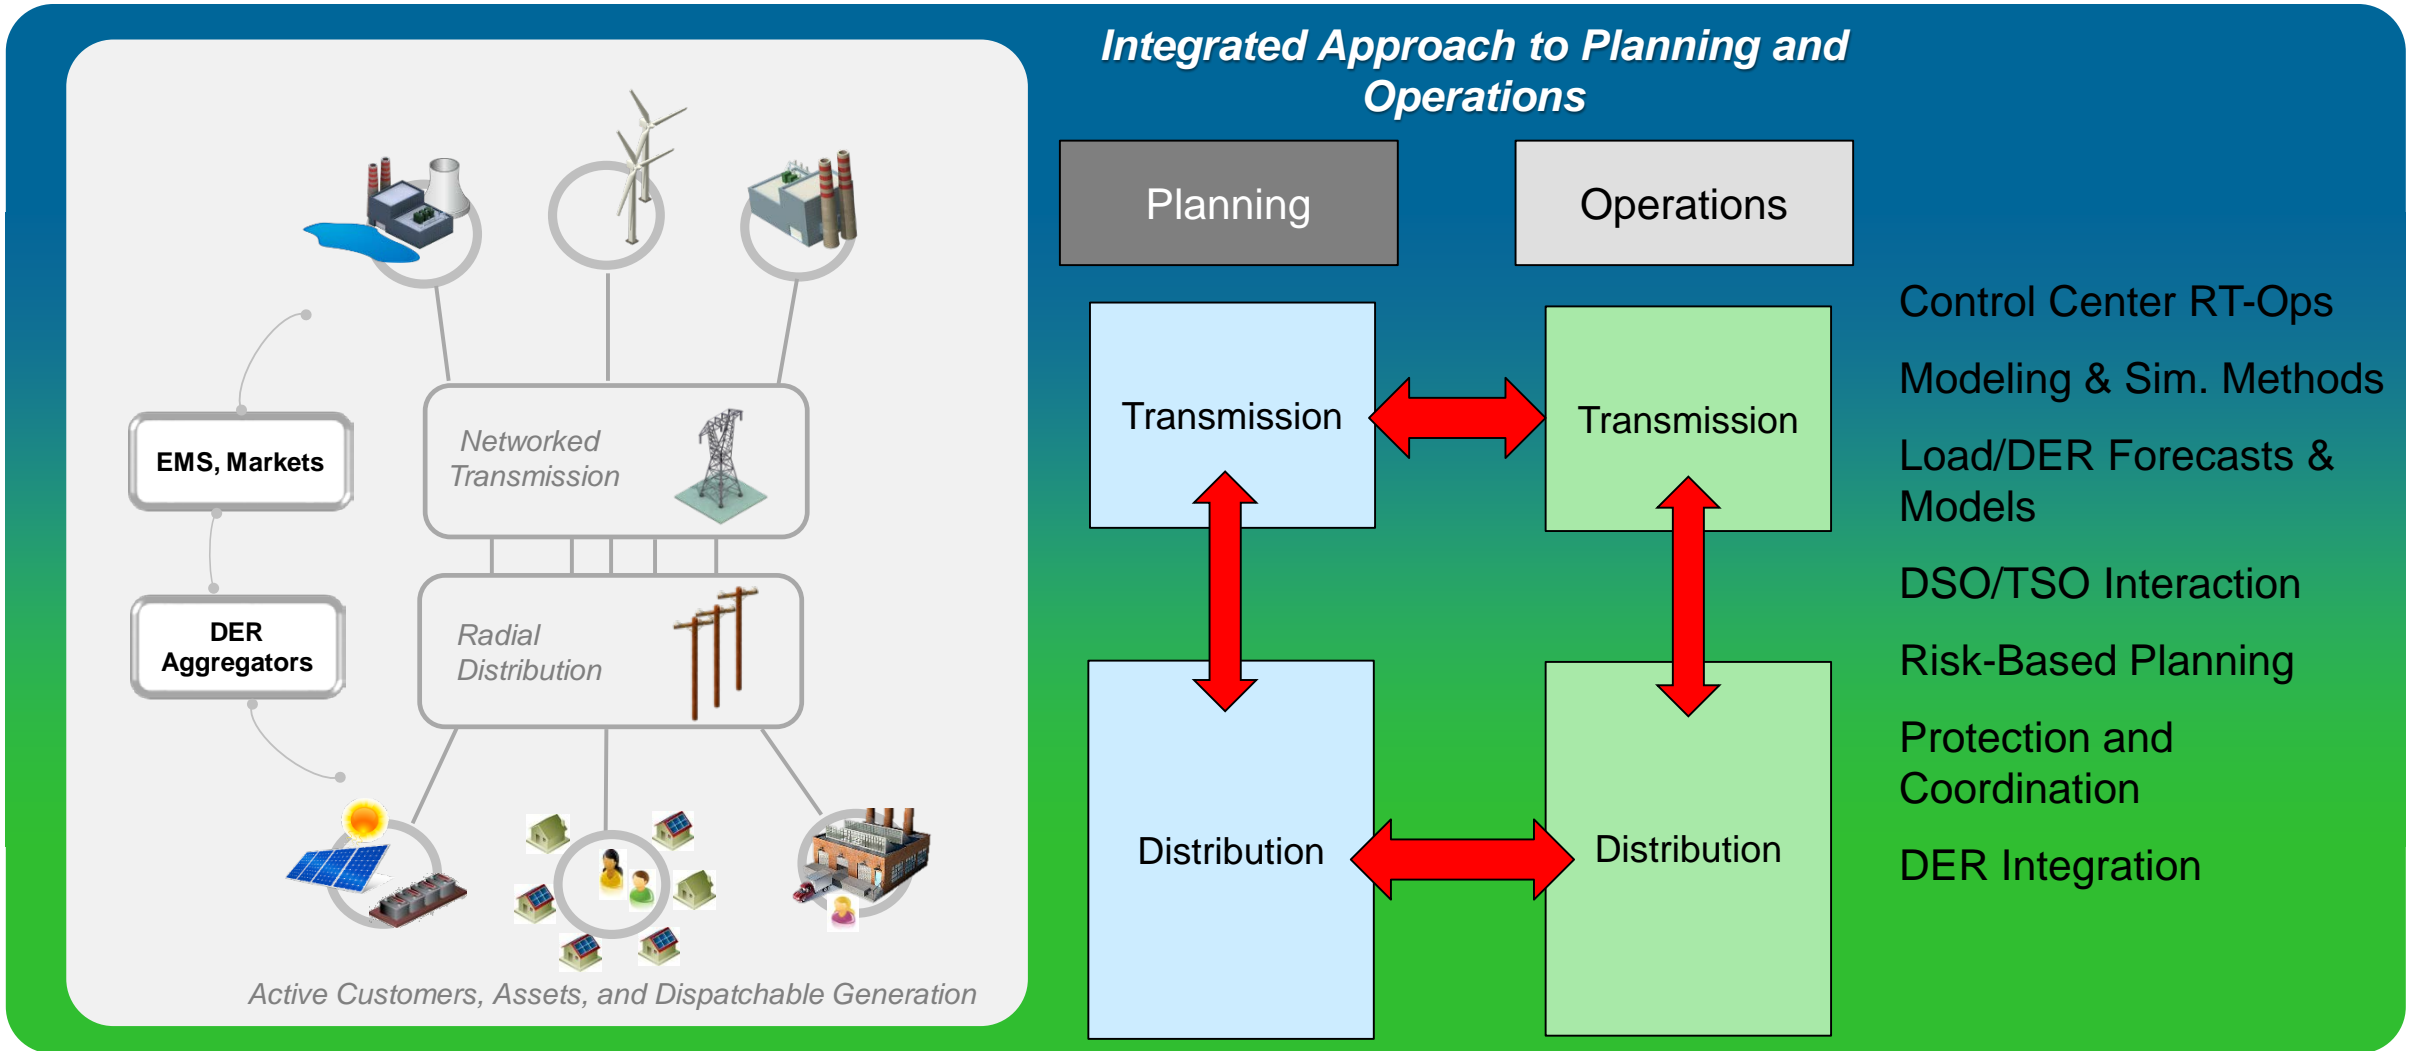 Integrated Approach to Planning and
Operations
Planning
Operations
Networked
Transmission
EMS, Markets
Radial
Distribution
DER
Aggregators
Active Customers, Assets, and Dispatchable Generation
Transmission
Transmission
Distribution
Distribution
Control Center RT-Ops
Modeling & Sim. Methods
Load/DER Forecasts &
Models
DSO/TSO Interaction
Risk-Based Planning
Protection and
Coordination
DER Integration